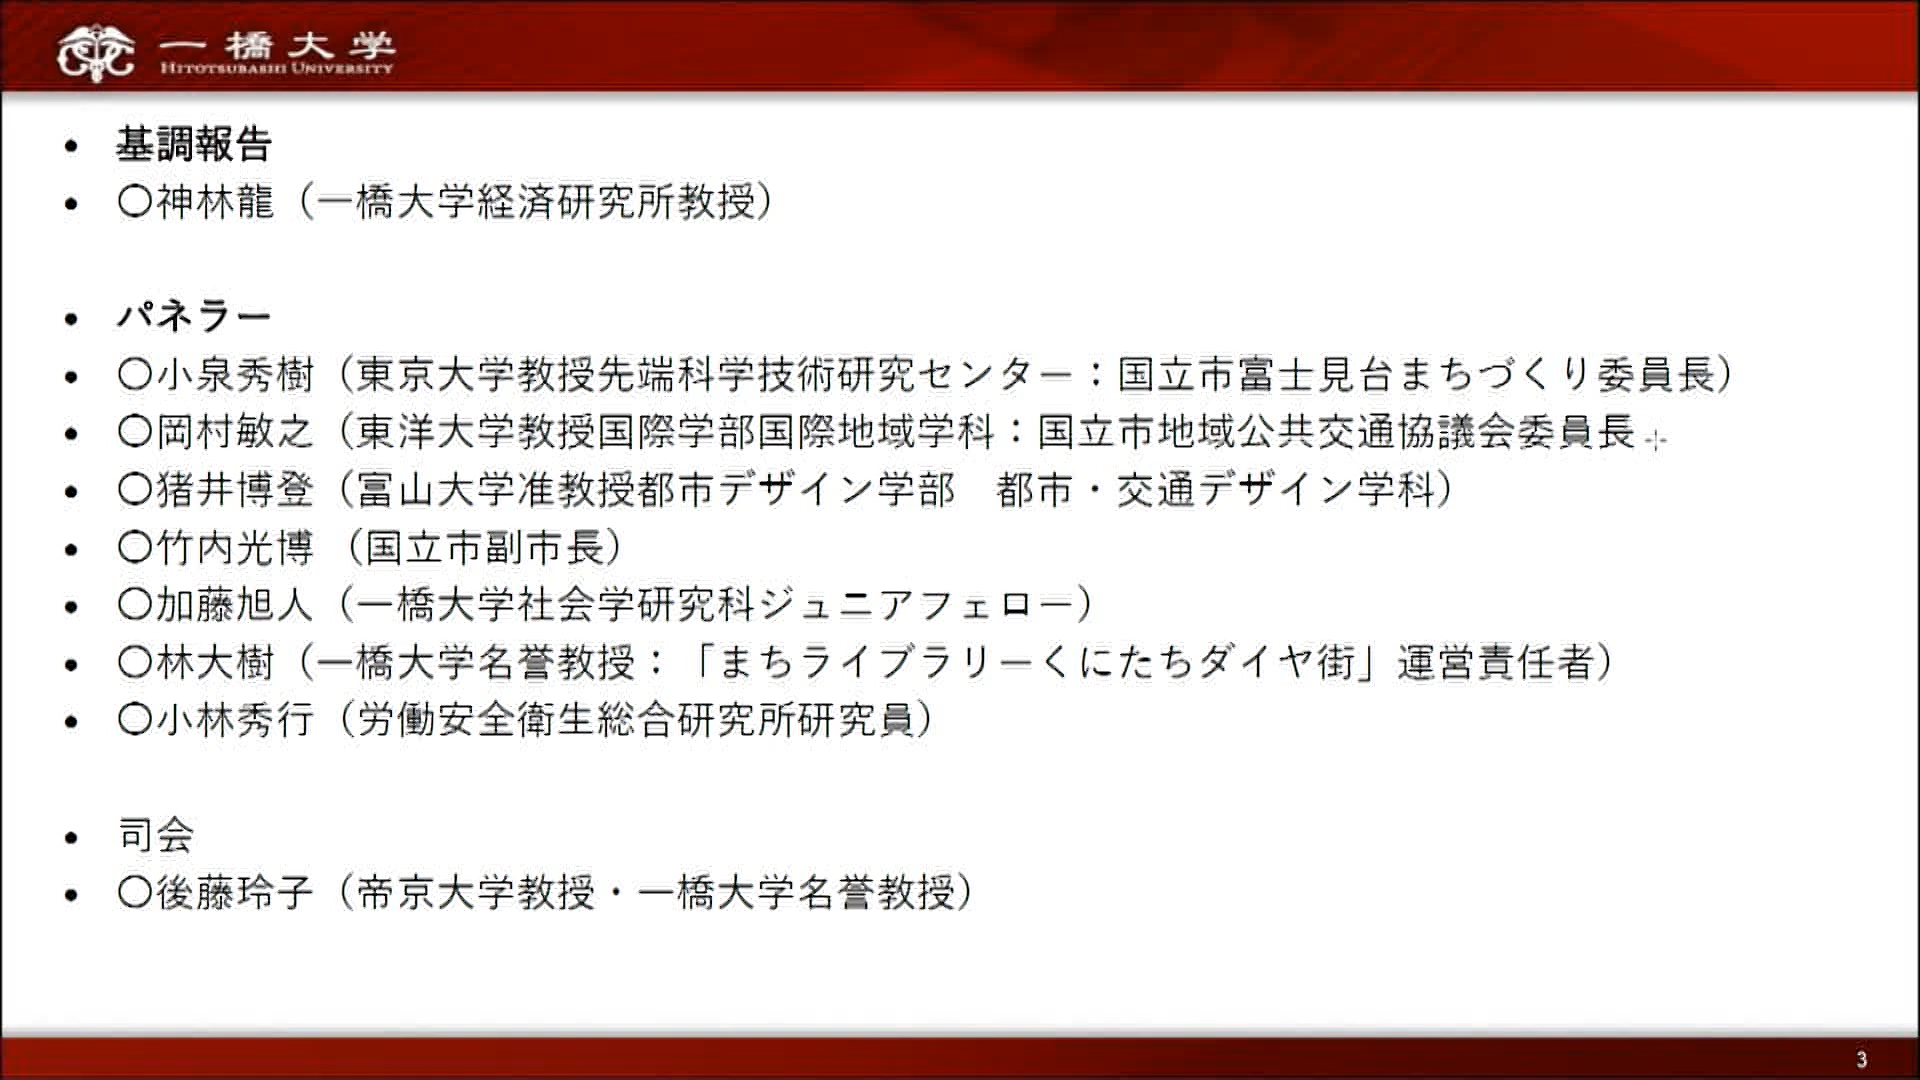 一橋大学
HITOTSUBASHI UNIVERSITY
• 基調報告
• 〇神林龍（一橋大学経済研究所教授）
• パネラー
• 〇小泉秀樹（東京大学教授先端科学技術研究センター：国立市富士見台まちづくり委員長）
• 〇岡村敏之（東洋大学教授国際学部国際地域学科：国立市地域公共交通協議会委員長
• 〇猪井博登（富山大学准教授都市デザイン学部　都市・交通デザイン学科）
• 〇竹内光博 （国立市副市長）
• 〇加藤旭人（一橋大学社会学研究科ジュニアフェロー）
• 〇林大樹（一橋大学名誉教授：「まちライブラリーくにたちダイヤ街」運営責任者）
• 〇小林秀行（労働安全衛生総合研究所研究員）
• 司会
• 〇後藤玲子（帝京大学教授・一橋大学名誉教授）
3